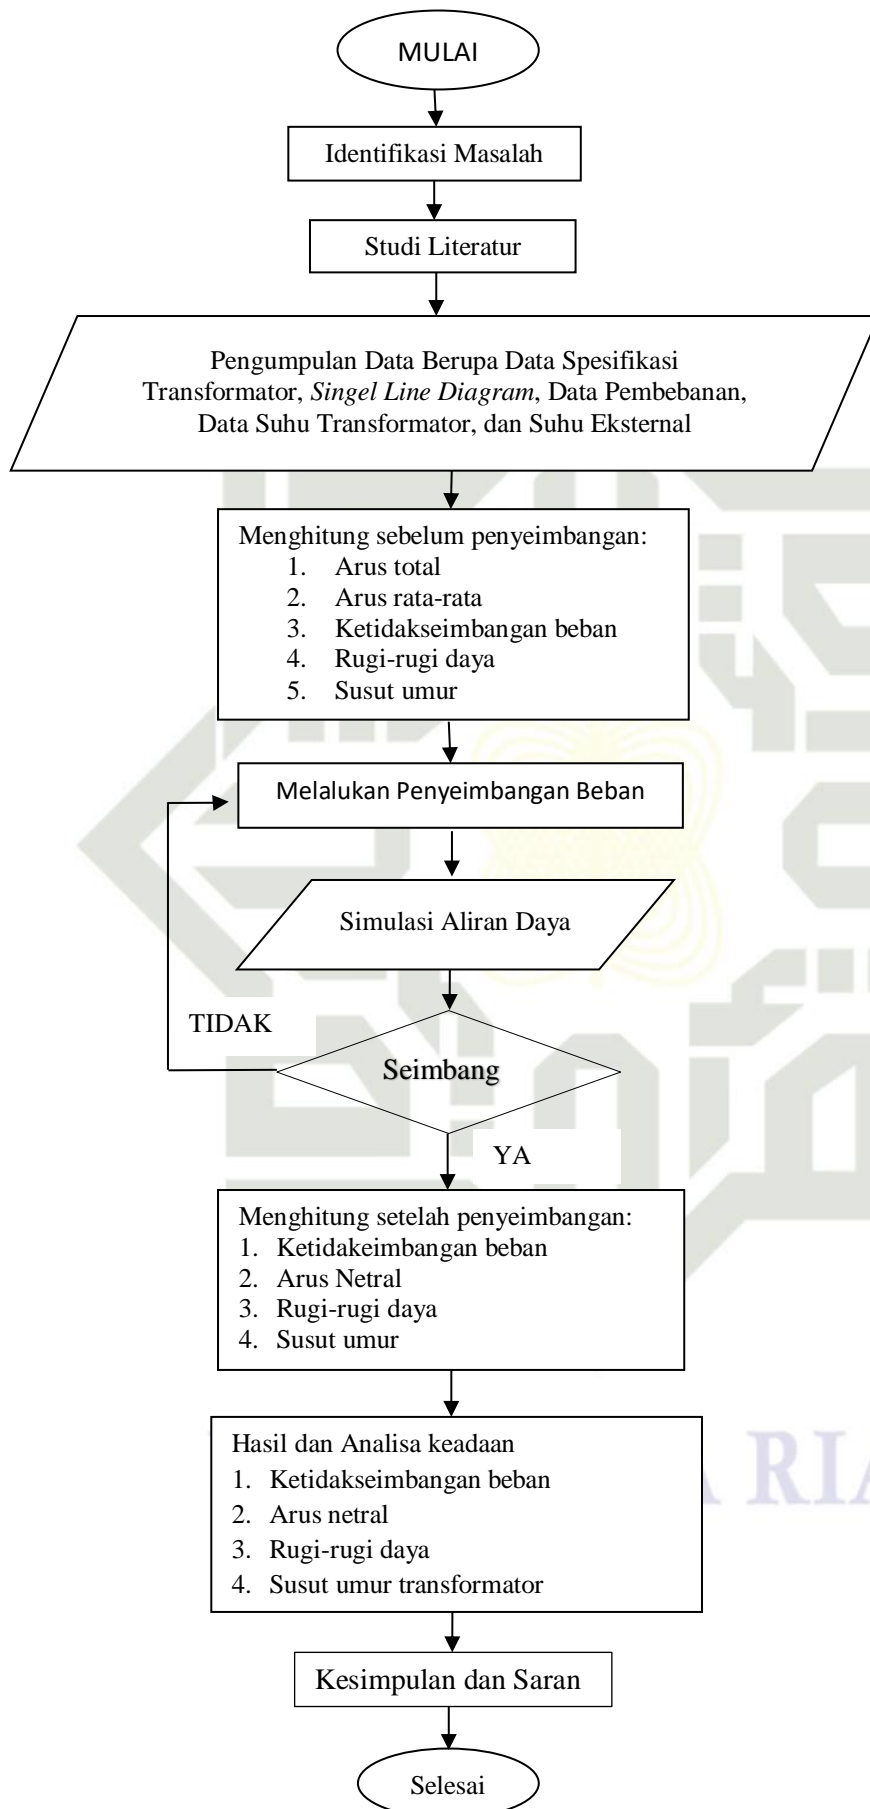 MULAI
Identifikasi Masalah
Studi Literatur
Pengumpulan Data Berupa Data Spesifikasi
Transformator, Singel Line Diagram, Data Pembebanan,
Data Suhu Transformator, dan Suhu Eksternal
Menghitung sebelum penyeimbangan:
1. Arus total
2. Arus rata-rata
3. Ketidakseimbangan beban
4. Rugi-rugi daya
5. Susut umur
Melalukan Penyeimbangan Beban
Simulasi Aliran Daya
TIDAK
Seimbang
YA
Menghitung setelah penyeimbangan:
1. Ketidakeimbangan beban
2. Arus Netral
3. Rugi-rugi daya
4. Susut umur
Hasil dan Analisa keadaan
1. Ketidakseimbangan beban
2. Arus netral
3. Rugi-rugi daya
4. Susut umur transformator
RIA
Kesimpulan dan Saran
Selesai